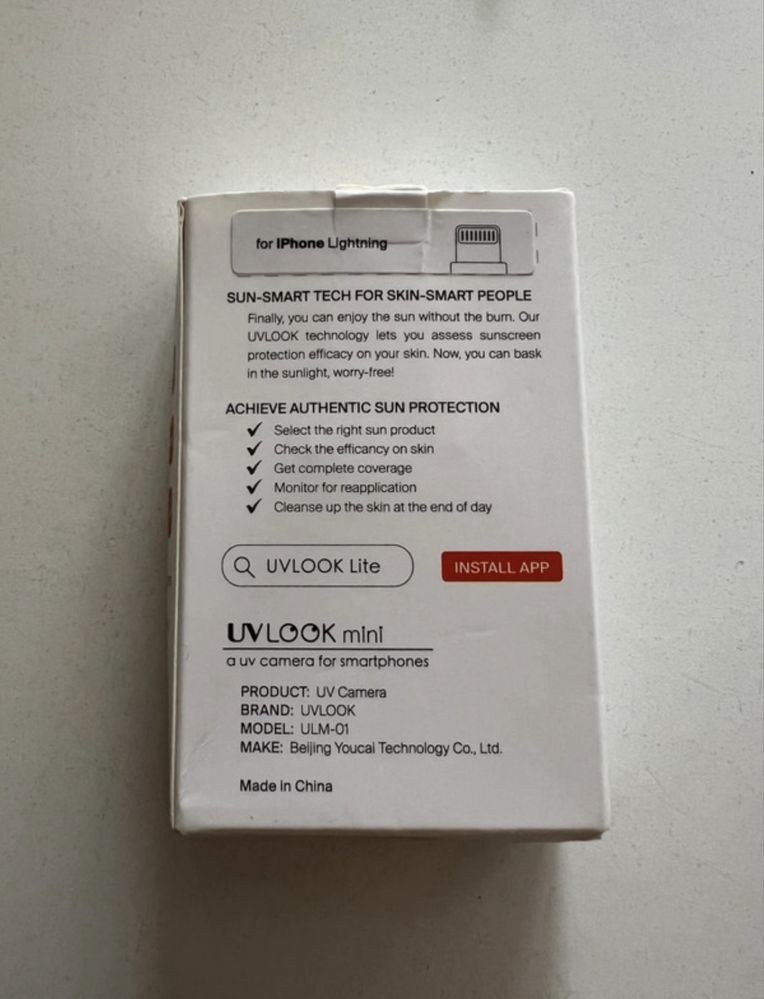 for iPhone Lightning
SUN-SMART TECH FOR SKIN-SMART PEOPLE
Finally, you can enjoy the sun without the burn. Our
UVLOOK technology lets you assess sunscreen
protection efficacy on your skin. Now, you can bask
in the sunlight, worry-free!
ACHIEVE AUTHENTIC SUN PROTECTION
Select the right sun product
Check the efficancy on skin
Get complete coverage
Monitor for reapplication
Cleanse up the skin at the end of day
UVLOOK Lite
INSTALL APP
UVLOOK mini
a uv camera for smartphones
PRODUCT: UV Camera
BRAND: UVLOOK
MODEL: ULM-01
MAKE: Beijing Youcai Technology Co., Ltd.
Made in China